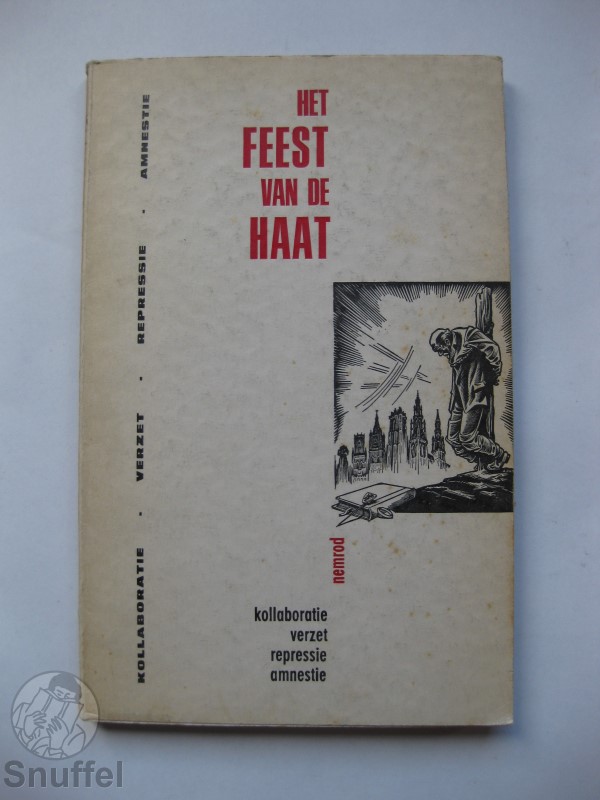 HET
FEEST
VAN DE
HAAT
KOLLABORATIE · VERZET · REPRESSIE · AMNESTIE
nemrod
kollaboratie
verzet
repressie
amnestie
Snuffel